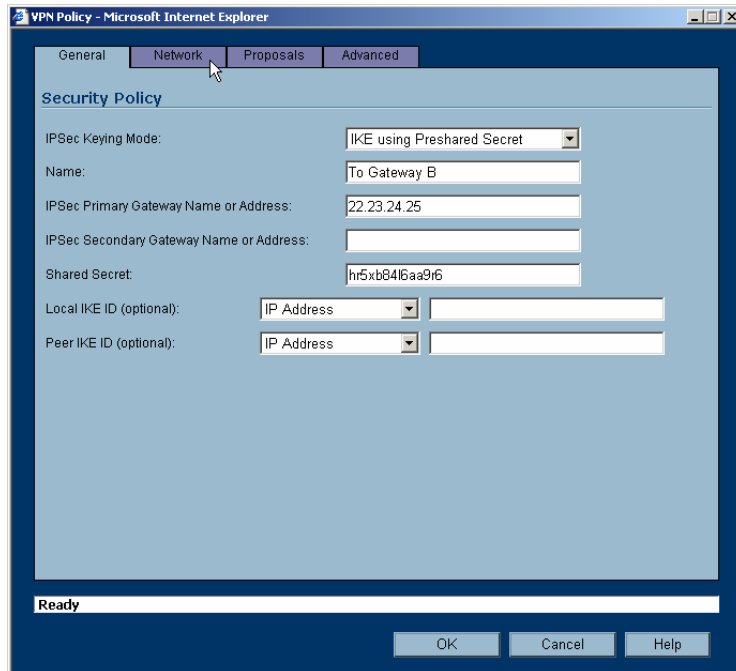 VPN Policy - Microsoft Internet Explorer
General Network Proposals Advanced
Security Policy
IPSec Keying Mode: IKE using Preshared Secret
Name: To Gateway B
IPSec Primary Gateway Name or Address: 22.23.24.25
IPSec Secondary Gateway Name or Address:
Shared Secret: hr5xb84l6aa9r6
Local IKE ID (optional): IP Address
Peer IKE ID (optional): IP Address
Ready
OK Cancel Help